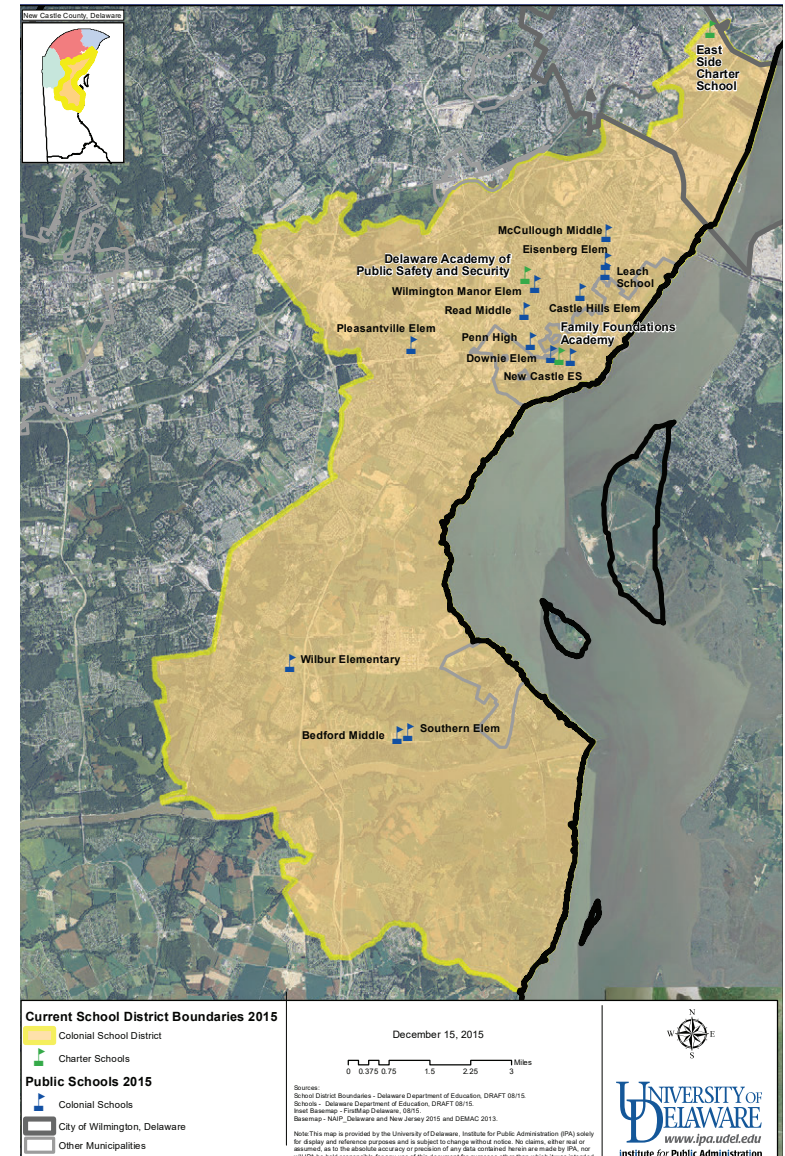 New Castle County, Delaware
East
Side
Charter
School
McCullough Middle
Eisenberg Elem
Delaware Academy of
Public Safety and Security
Leach
School
Wilmington Manor Elem
Castle Hills Elem
Read Middle
Family Foundations
Academy
Pleasantville Elem
Penn High
Downie Elem
New Castle ES
Wilbur Elementary
Southern Elem
Bedford Middle
Current School District Boundaries 2015
Colonial School District
Charter Schools
Public Schools 2015
Colonial Schools
City of Wilmington, Delaware
Other Municipalities
December 15, 2015
Miles
0 0.375 0.75 1.5 2.25 3
Sources:
School District Boundaries - Delaware Department of Education, DRAFT 08/15.
Schools - Delaware Department of Education, DRAFT 08/15.
Inset Basemap - FirstMap Delaware, 08/15.
Basemap - NAIP_Delaware and New Jersey 2015 and DEMAC 2013.
Note:This map is provided by the University of Delaware, Institute for Public Administration (IPA) solely
for display and reference purposes and is subject to change without notice. No claims, either real or
assumed, as to the absolute accuracy or precision of any data contained herein are made by IPA, nor
N
W E
S
UNIVERSITY OF
DELAWARE
www.ipa.udel.edu
Institute for Public Administration